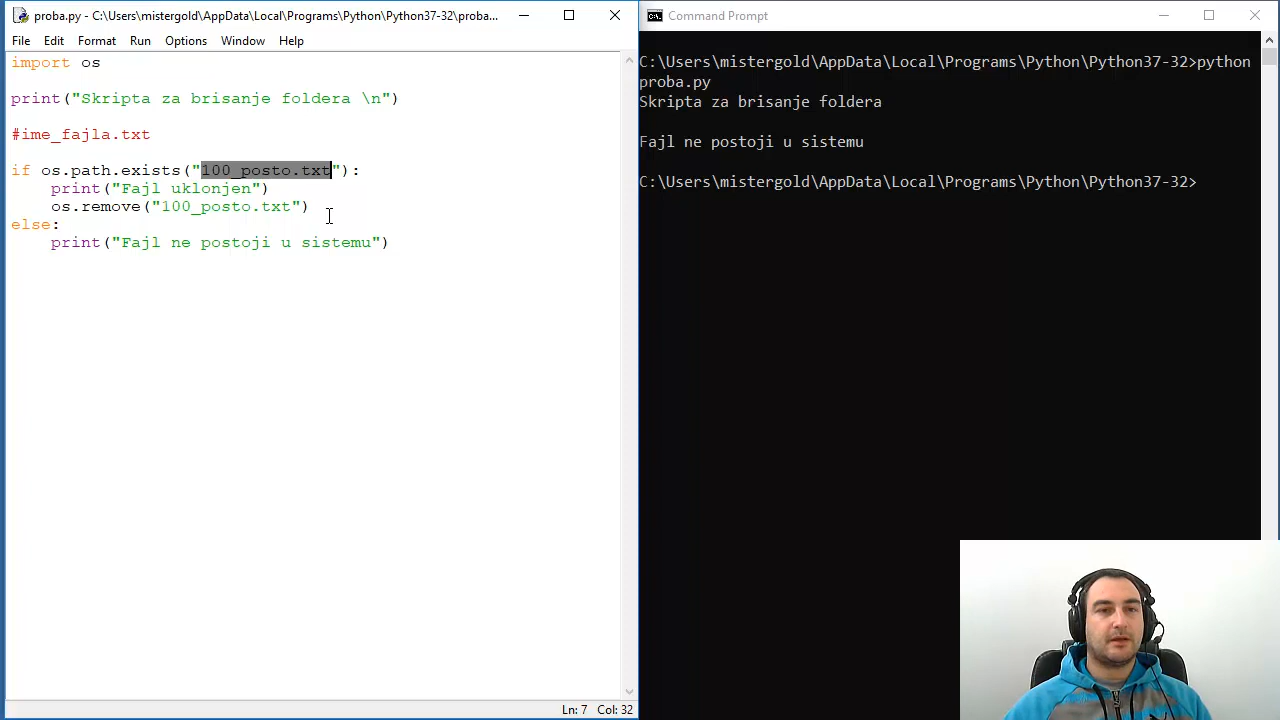 proba.py - C:\Users\mistergold\AppData\Local\Programs\Python\Python37-32\proba...
File Edit Format Run Options Window Help
import os
print("Skripta za brisanje foldera \n")
#ime_fajla.txt
if os.path.exists("100_posto.txt"):
    print("Fajl uklonjen")
    os.remove("100_posto.txt")
else:
    print("Fajl ne postoji u sistemu")
Ln: 7 Col: 32
Command Prompt
C:\Users\mistergold\AppData\Local\Programs\Python\Python37-32>python
proba.py
Skripta za brisanje foldera
Fajl ne postoji u sistemu
C:\Users\mistergold\AppData\Local\Programs\Python\Python37-32>